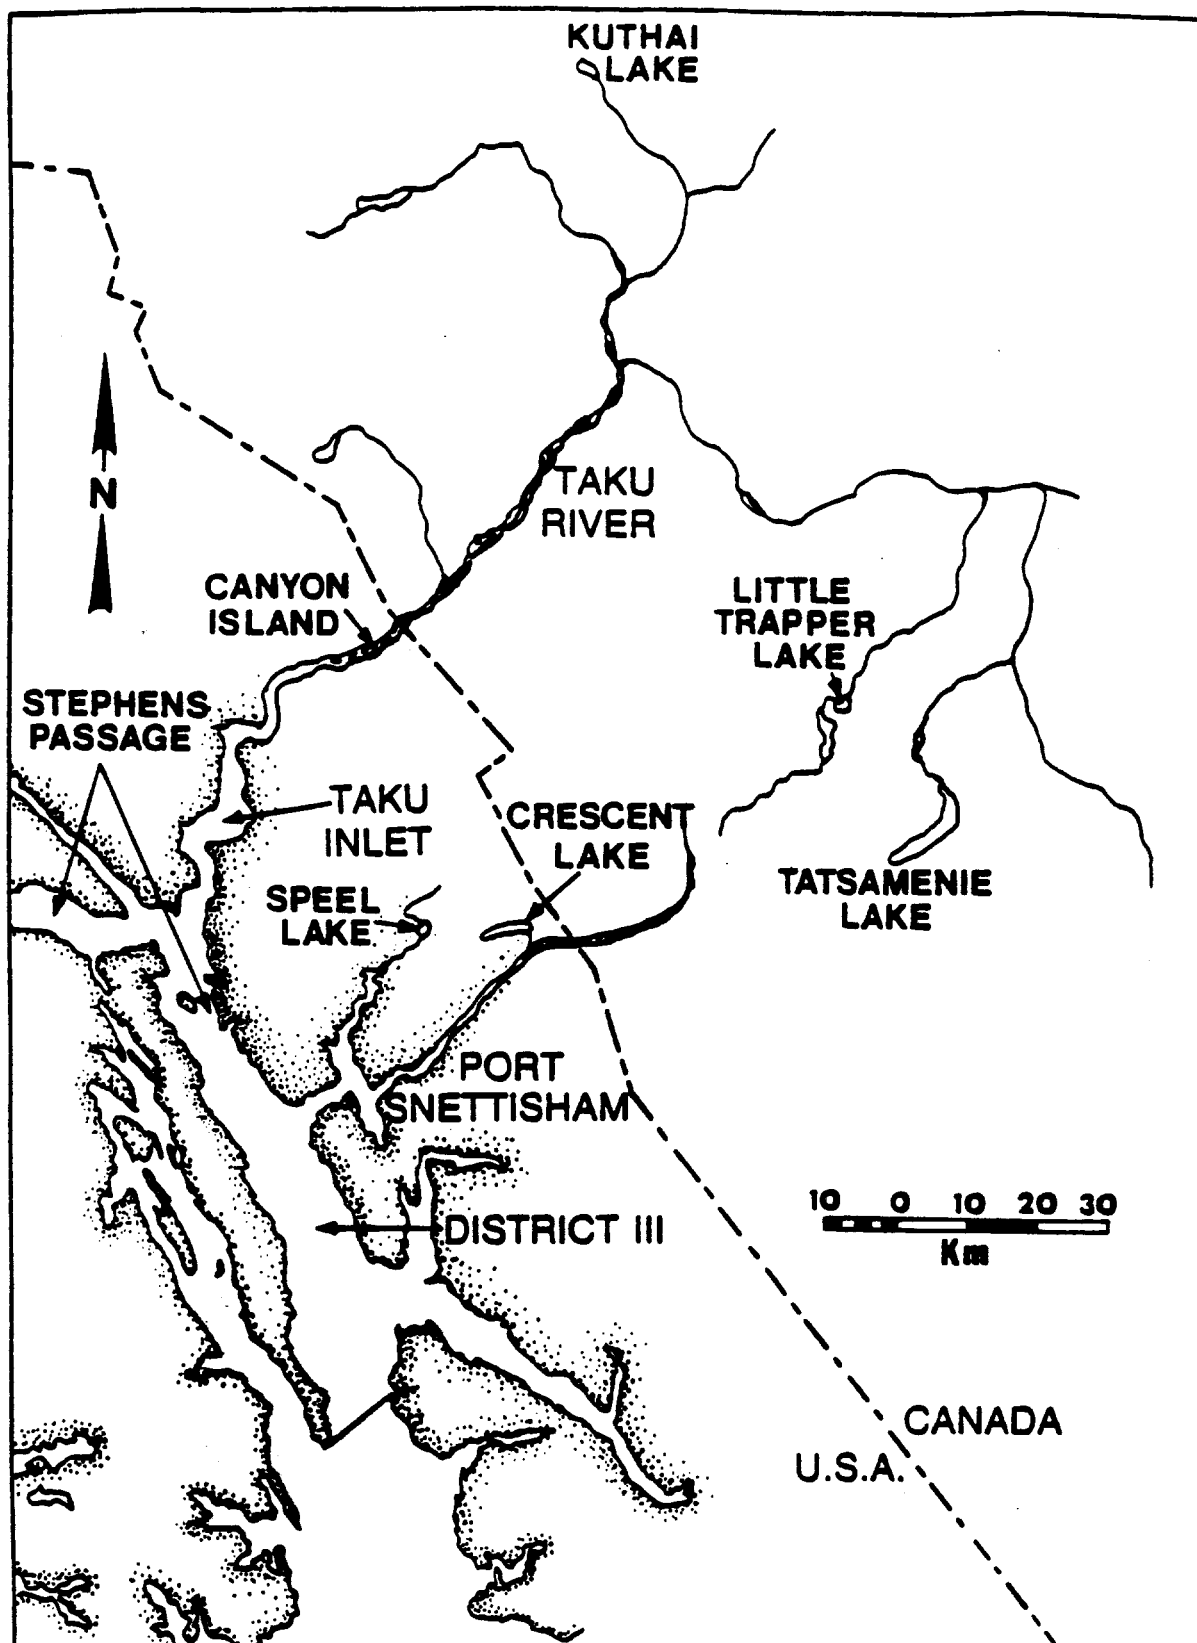 KUTHAI
LAKE
N
TAKU
RIVER
CANYON
ISLAND
LITTLE
TRAPPER
LAKE
STEPHENS
PASSAGE
TAKU
INLET
CRESCENT
LAKE
SPEEL
LAKE
TATSAMENIE
LAKE
PORT
SNETTISHAM
10 0 10 20 30
Km
DISTRICT III
CANADA
U.S.A.